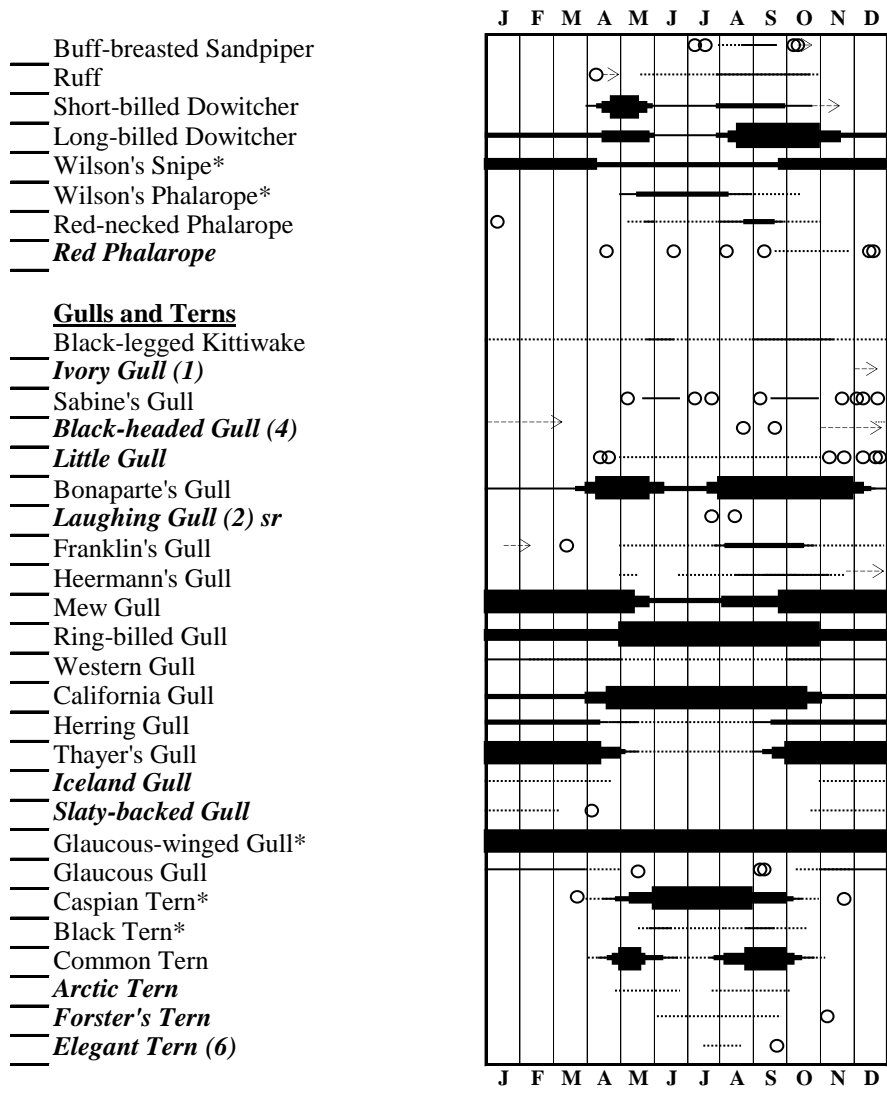 J F M A M J J A S O N D
Buff-breasted Sandpiper
Ruff
Short-billed Dowitcher
Long-billed Dowitcher
Wilson's Snipe*
Wilson's Phalarope*
Red-necked Phalarope
Red Phalarope
Gulls and Terns
Black-legged Kittiwake
Ivory Gull (1)
Sabine's Gull
Black-headed Gull (4)
Little Gull
Bonaparte's Gull
Laughing Gull (2) sr
Franklin's Gull
Heermann's Gull
Mew Gull
Ring-billed Gull
Western Gull
California Gull
Herring Gull
Thayer's Gull
Iceland Gull
Slaty-backed Gull
Glaucous-winged Gull*
Glaucous Gull
Caspian Tern*
Black Tern*
Common Tern
Arctic Tern
Forster's Tern
Elegant Tern (6)
J F M A M J J A S O N D